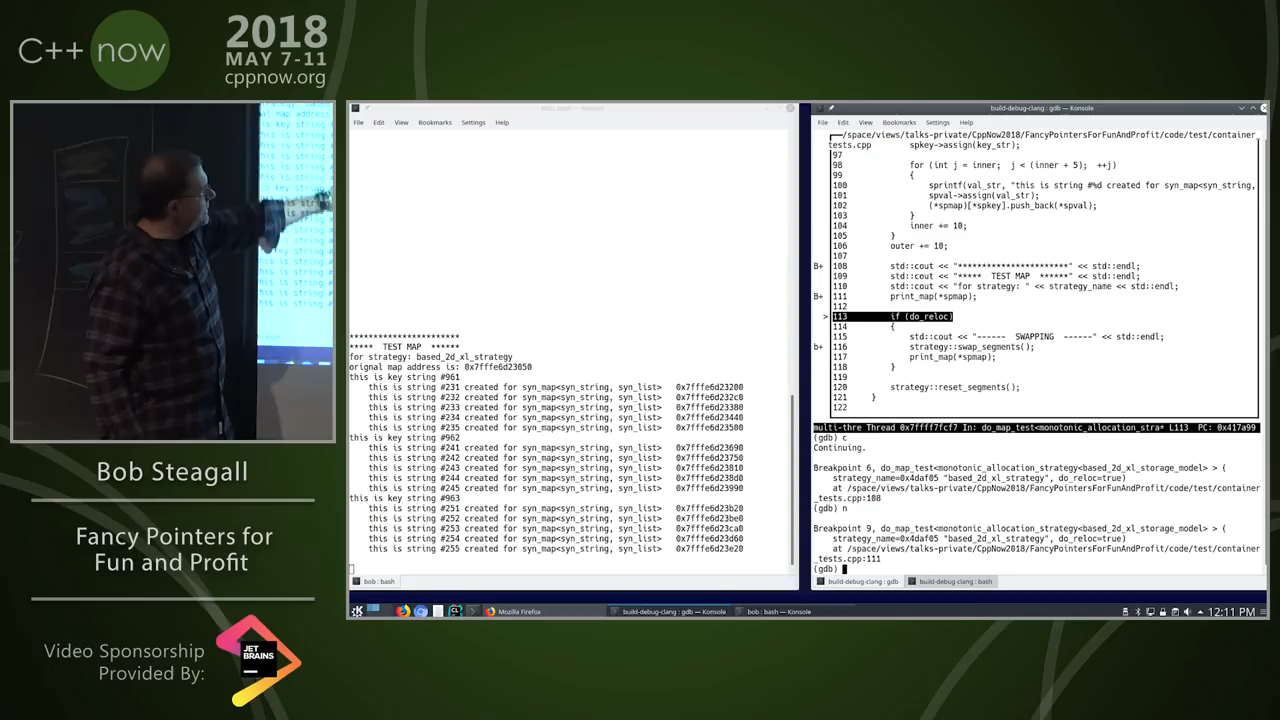 C++ now
2018
MAY 7-11
cppnow.org
Bob Steagall
Fancy Pointers for
Fun and Profit
Video Sponsorship
Provided By:
JET
BRAINS
File Edit View Bookmarks Settings Help
***********************
***** TEST MAP ******
for strategy: based_2d_xl_strategy
orignal map address is: 0x7fffe6d23050
this is key string #961
this is string #231 created for syn_map<syn_string, syn_list> 0x7fffe6d23200
this is string #232 created for syn_map<syn_string, syn_list> 0x7fffe6d232c0
this is string #233 created for syn_map<syn_string, syn_list> 0x7fffe6d23380
this is string #234 created for syn_map<syn_string, syn_list> 0x7fffe6d23440
this is string #235 created for syn_map<syn_string, syn_list> 0x7fffe6d23500
this is key string #962
this is string #241 created for syn_map<syn_string, syn_list> 0x7fffe6d23690
this is string #242 created for syn_map<syn_string, syn_list> 0x7fffe6d23750
this is string #243 created for syn_map<syn_string, syn_list> 0x7fffe6d23810
this is string #244 created for syn_map<syn_string, syn_list> 0x7fffe6d238d0
this is string #245 created for syn_map<syn_string, syn_list> 0x7fffe6d23990
this is key string #963
this is string #251 created for syn_map<syn_string, syn_list> 0x7fffe6d23b20
this is string #252 created for syn_map<syn_string, syn_list> 0x7fffe6d23be0
this is string #253 created for syn_map<syn_string, syn_list> 0x7fffe6d23ca0
this is string #254 created for syn_map<syn_string, syn_list> 0x7fffe6d23d60
this is string #255 created for syn_map<syn_string, syn_list> 0x7fffe6d23e20
bob : bash
build-debug-clang : gdb — Konsole
File Edit View Bookmarks Settings Help
/space/views/talks-private/CppNow2018/FancyPointersForFunAndProfit/code/test/container_
tests.cpp spkey->assign(key_str);
97
98 for (int j = inner; j < (inner + 5); ++j)
99 {
100 sprintf(val_str, "this is string #%d created for syn_map<syn_string,
101 spval->assign(val_str);
102 (*spmap)[*spkey].push_back(*spval);
103 }
104 inner += 10;
105 }
106 outer += 10;
107
B+ 108 std::cout << "***********************" << std::endl;
109 std::cout << "***** TEST MAP ******" << std::endl;
110 std::cout << "for strategy: " << strategy_name << std::endl;
B+ 111 print_map(*spmap);
112
> 113 if (do_reloc)
114 {
115 std::cout << "------ SWAPPING ------" << std::endl;
b+ 116 strategy::swap_segments();
117 print_map(*spmap);
118 }
119
120 strategy::reset_segments();
121 }
122
multi-thre Thread 0x7ffff7fcf7 In: do_map_test<monotonic_allocation_stra* L113 PC: 0x417a99
(gdb) c
Continuing.
Breakpoint 6, do_map_test<monotonic_allocation_strategy<based_2d_xl_storage_model> > (
strategy_name=0x4daf05 "based_2d_xl_strategy", do_reloc=true)
at /space/views/talks-private/CppNow2018/FancyPointersForFunAndProfit/code/test/container
_tests.cpp:108
(gdb) n
Breakpoint 9, do_map_test<monotonic_allocation_strategy<based_2d_xl_storage_model> > (
strategy_name=0x4daf05 "based_2d_xl_strategy", do_reloc=true)
at /space/views/talks-private/CppNow2018/FancyPointersForFunAndProfit/code/test/container
_tests.cpp:111
(gdb)
build-debug-clang : gdb build-debug-clang : bash
Mozilla Firefox build-debug-clang : gdb — Konsole bob : bash — Konsole 12:11 PM